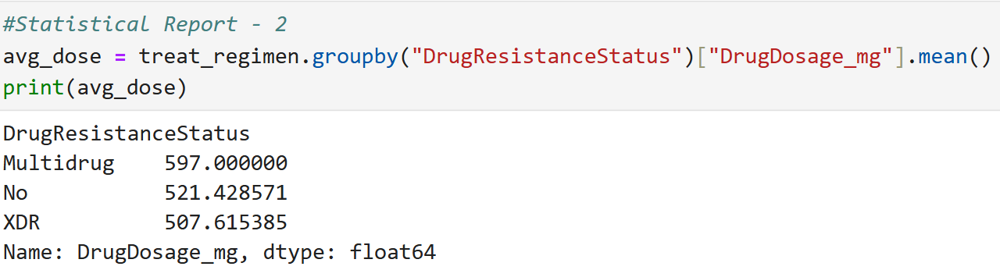 #Statistical Report - 2
avg_dose = treat_regimen.groupby("DrugResistanceStatus")["DrugDosage_mg"].mean()
print(avg_dose)
DrugResistanceStatus
Multidrug    597.000000
No           521.428571
XDR          507.615385
Name: DrugDosage_mg, dtype: float64